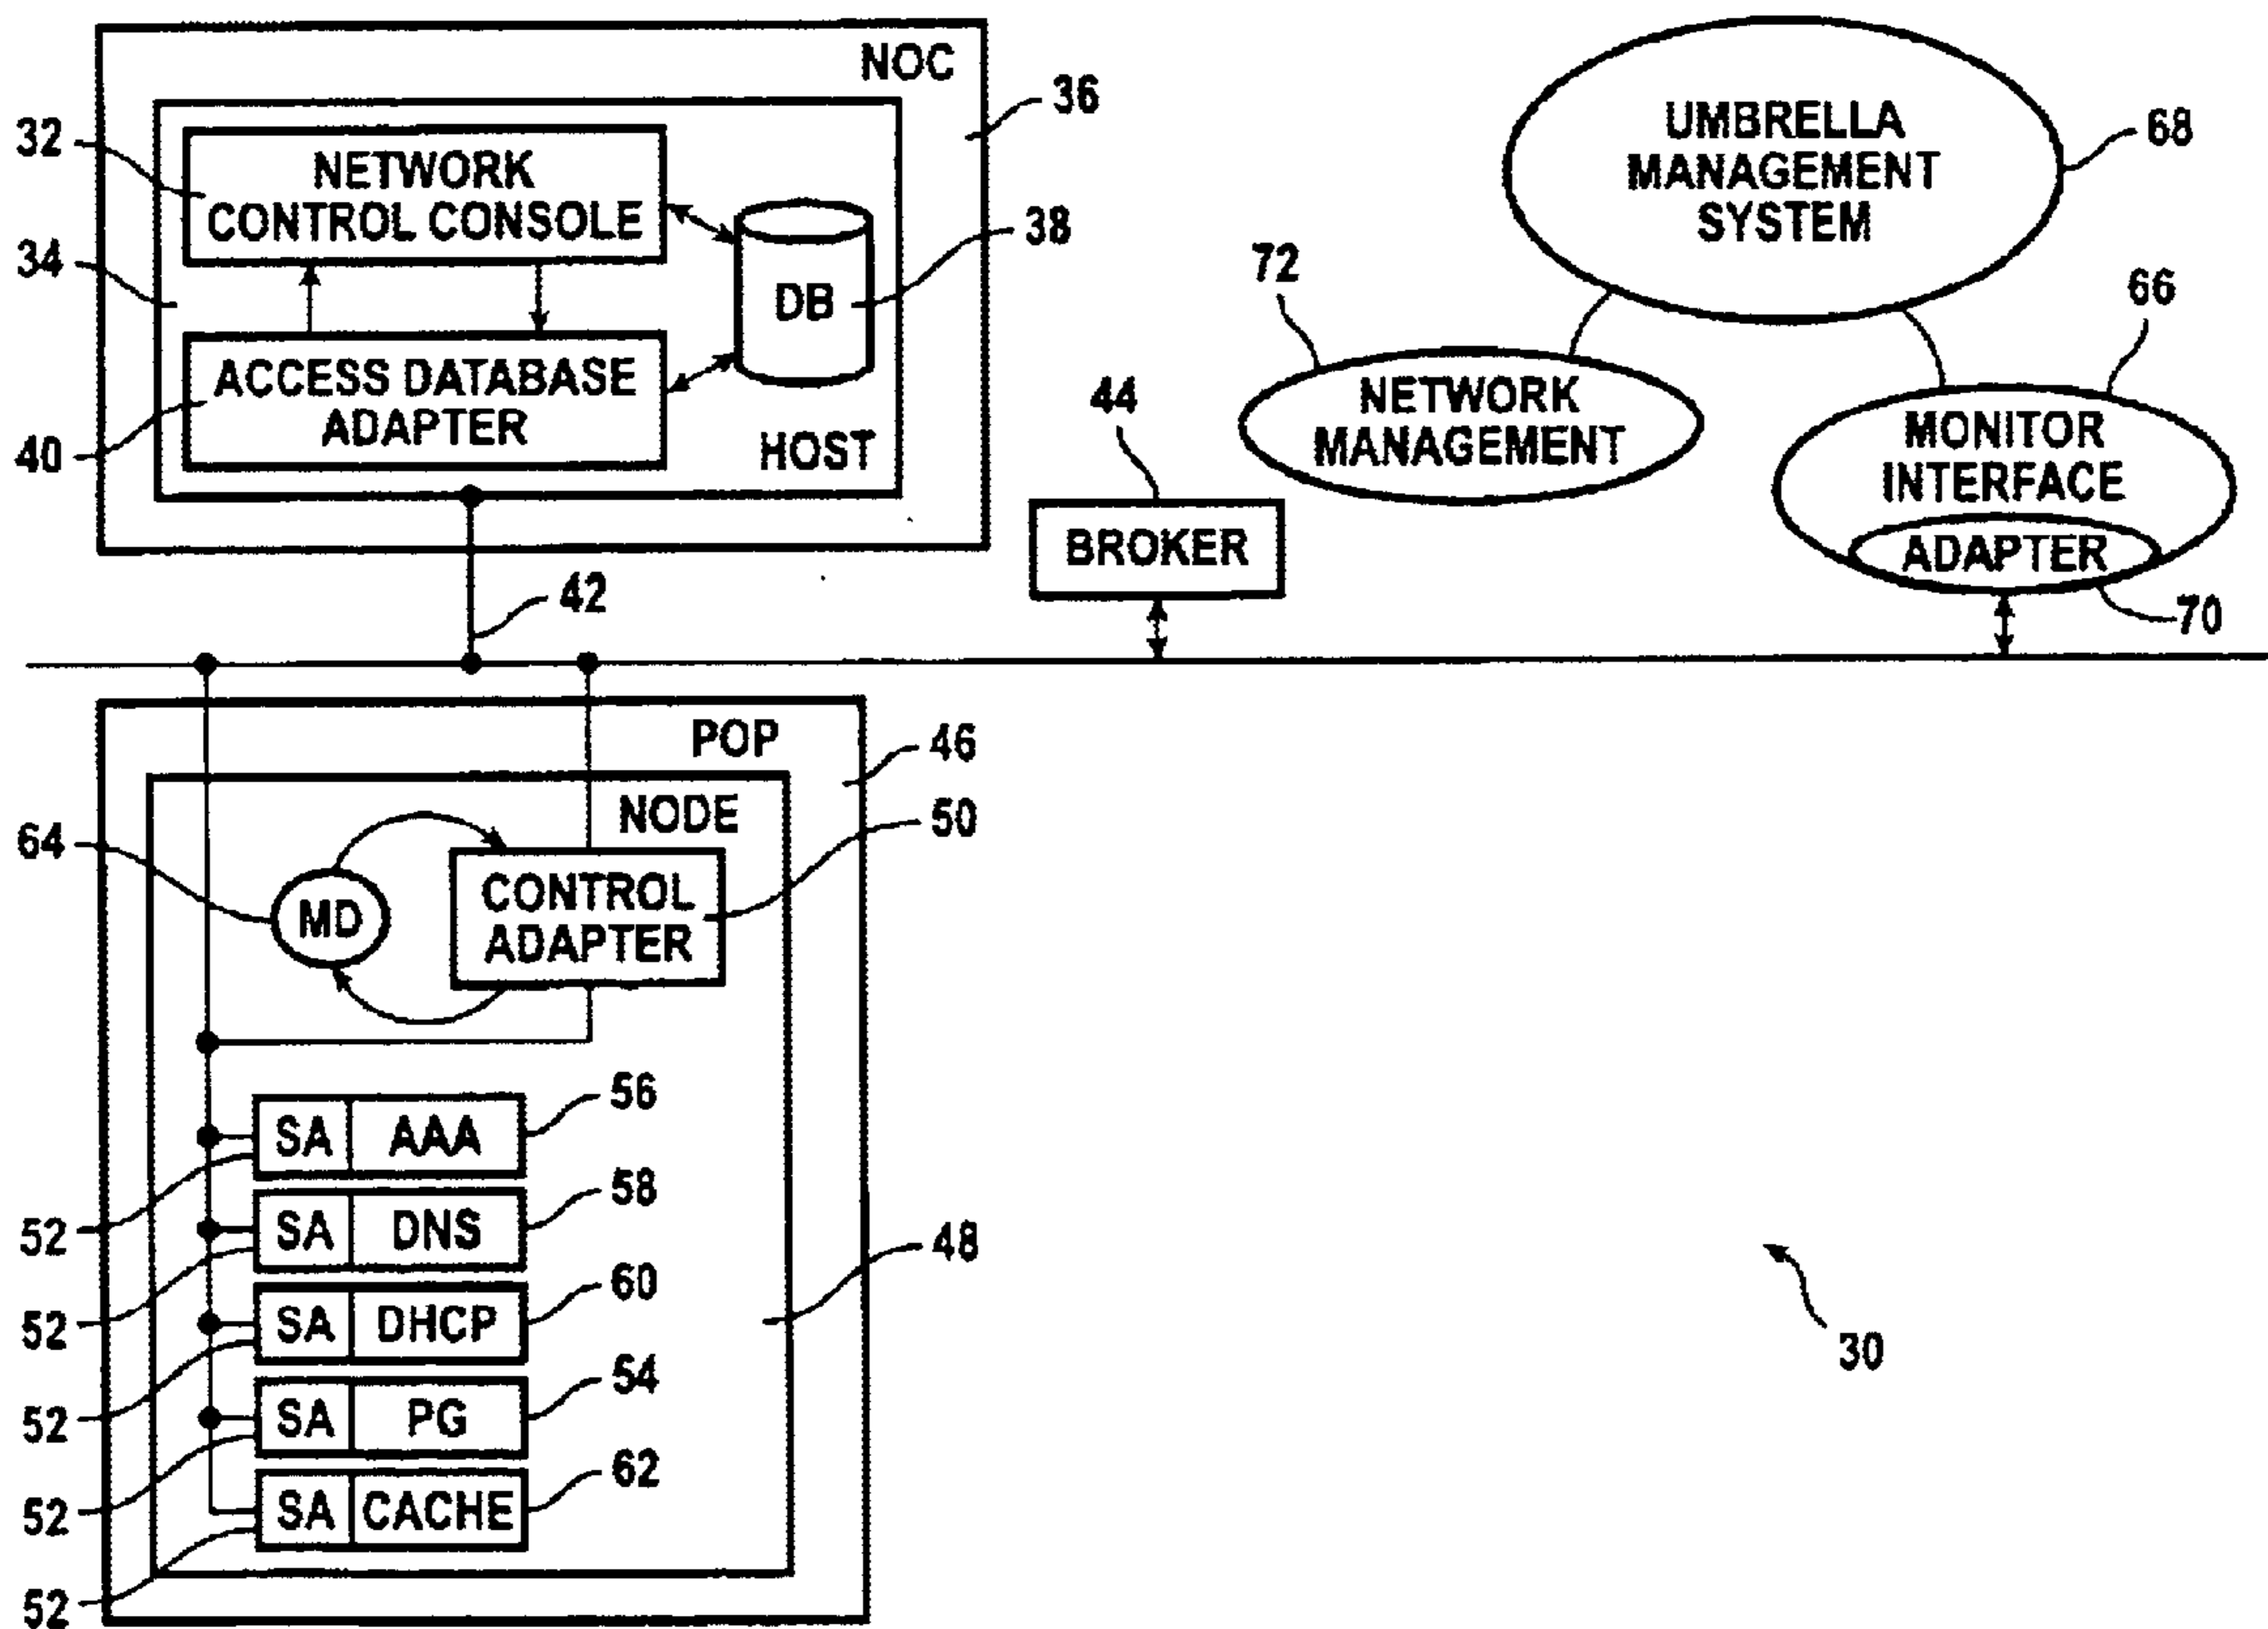 NOC
36
32
NETWORK
CONTROL CONSOLE
34
DB
38
ACCESS DATABASE
ADAPTER
40
HOST
42
UMBRELLA
MANAGEMENT
SYSTEM
68
72
NETWORK
MANAGEMENT
66
MONITOR
INTERFACE
ADAPTER
70
44
BROKER
POP
46
NODE
50
64
MD
CONTROL
ADAPTER
SA AAA
56
52
SA DNS
58
52
SA DHCP
60
52
SA PG
54
52
SA CACHE
62
52
48
30